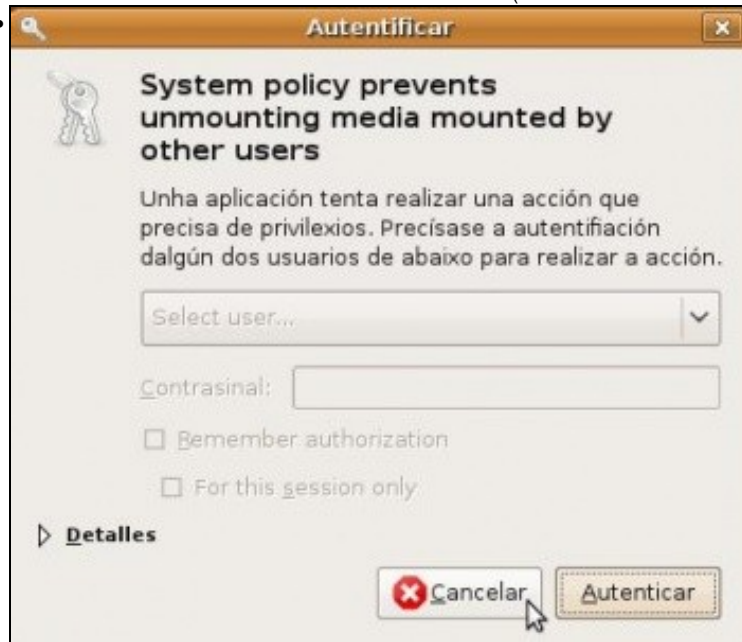 Autentificar
System policy prevents
unmounting media mounted by
other users
Unha aplicación tenta realizar una acción que
precisa de privilexios. Precísase a autentifiación
dalgún dos usuarios de abaixo para realizar a acción.
Select user...
Contrasinal:
Remember authorization
For this session only
Detalles
Cancelar Autenticar